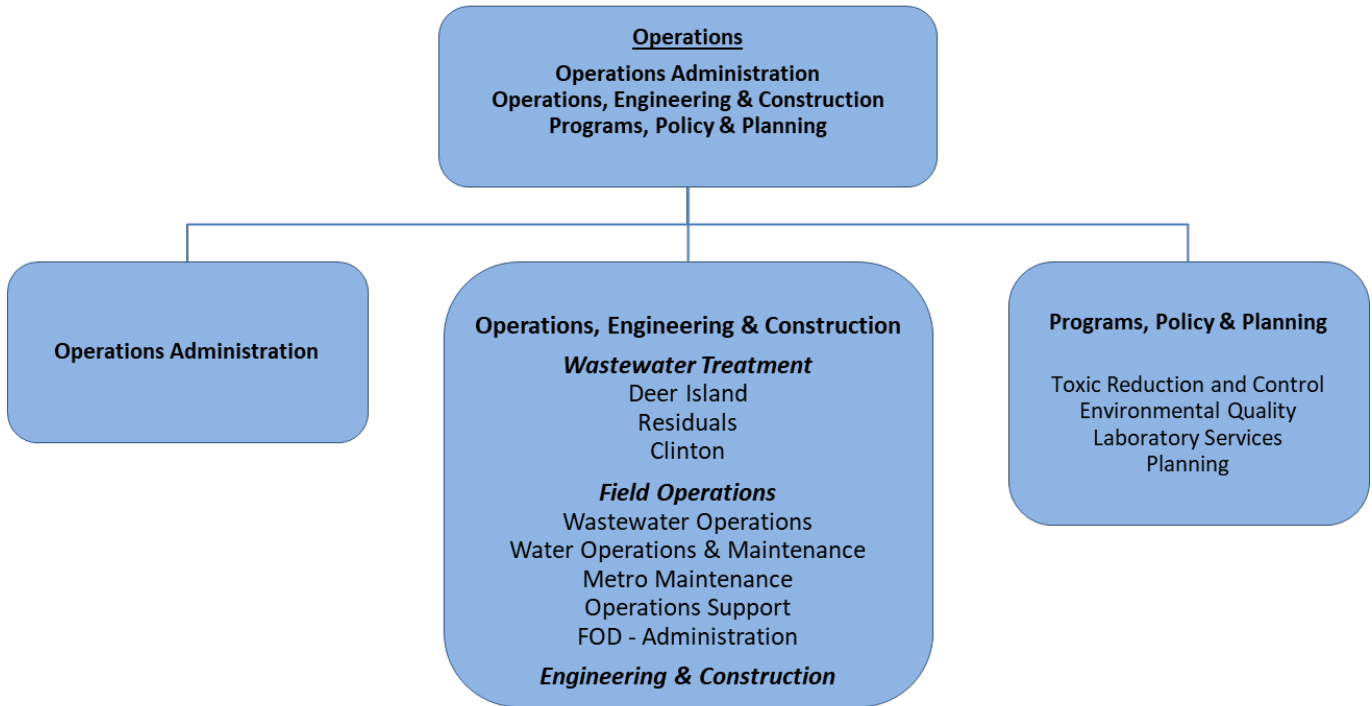 Operations
Operations Administration
Operations, Engineering & Construction
Programs, Policy & Planning
Operations Administration
Operations, Engineering & Construction
Wastewater Treatment
Deer Island
Residuals
Clinton
Field Operations
Wastewater Operations
Water Operations & Maintenance
Metro Maintenance
Operations Support
FOD - Administration
Engineering & Construction
Programs, Policy & Planning
Toxic Reduction and Control
Environmental Quality
Laboratory Services
Planning